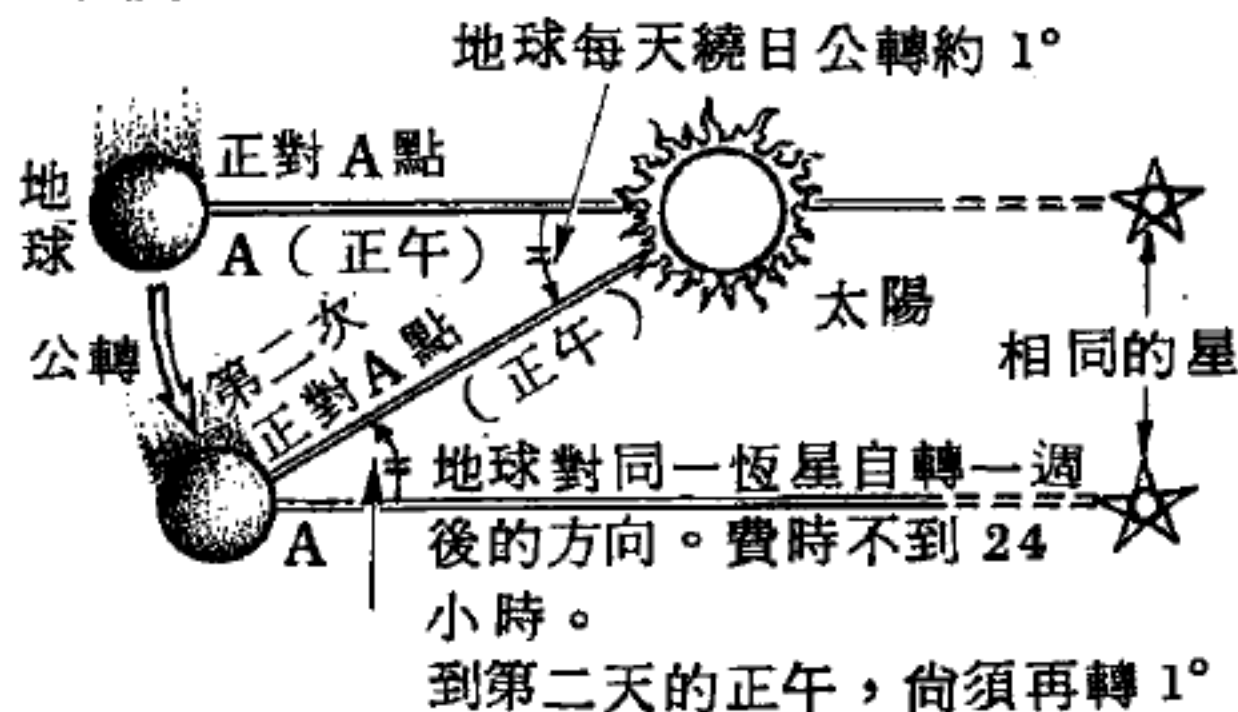 地球每天繞日公轉約 1°
正對 A 點
地球
A（正午）
太陽
公轉
第二次
正對 A 點
（正午）
相同的星
A
地球對同一恆星自轉一週
後的方向。費時不到 24
小時。
到第二天的正午，尙須再轉 1°